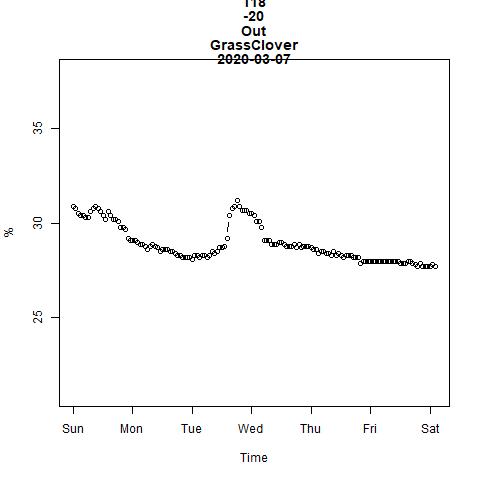 T18
-20
Out
GrassClover
2020-03-07
35
30
25
%
Sun Mon Tue Wed Thu Fri Sat
Time